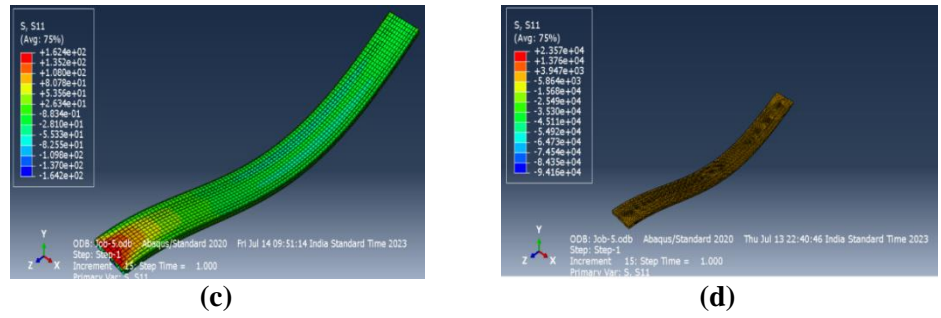 S, S11
(Avg: 75%)
+1.624e+02
+1.352e+02
+1.080e+02
+8.078e+01
+5.356e+01
+2.634e+01
-8.834e-01
-2.810e+01
-5.533e+01
-8.255e+01
-1.098e+02
-1.370e+02
-1.642e+02
Y
Z X
ODB: Job-5.odb Abaqus/Standard 2020 Fri Jul 14 09:51:14 India Standard Time 2023
Step: Step-1
Increment 15: Step Time = 1.000
Primary Var: S, S11
(c)
S, S11
(Avg: 75%)
+2.357e+04
+1.376e+04
+3.947e+03
-5.864e+03
-1.568e+04
-2.549e+04
-3.530e+04
-4.511e+04
-5.492e+04
-6.473e+04
-7.454e+04
-8.435e+04
-9.416e+04
Y
Z X
ODB: Job-5.odb Abaqus/Standard 2020 Thu Jul 13 22:40:46 India Standard Time 2023
Step: Step-1
Increment 15: Step Time = 1.000
Primary Var: S, S11
(d)